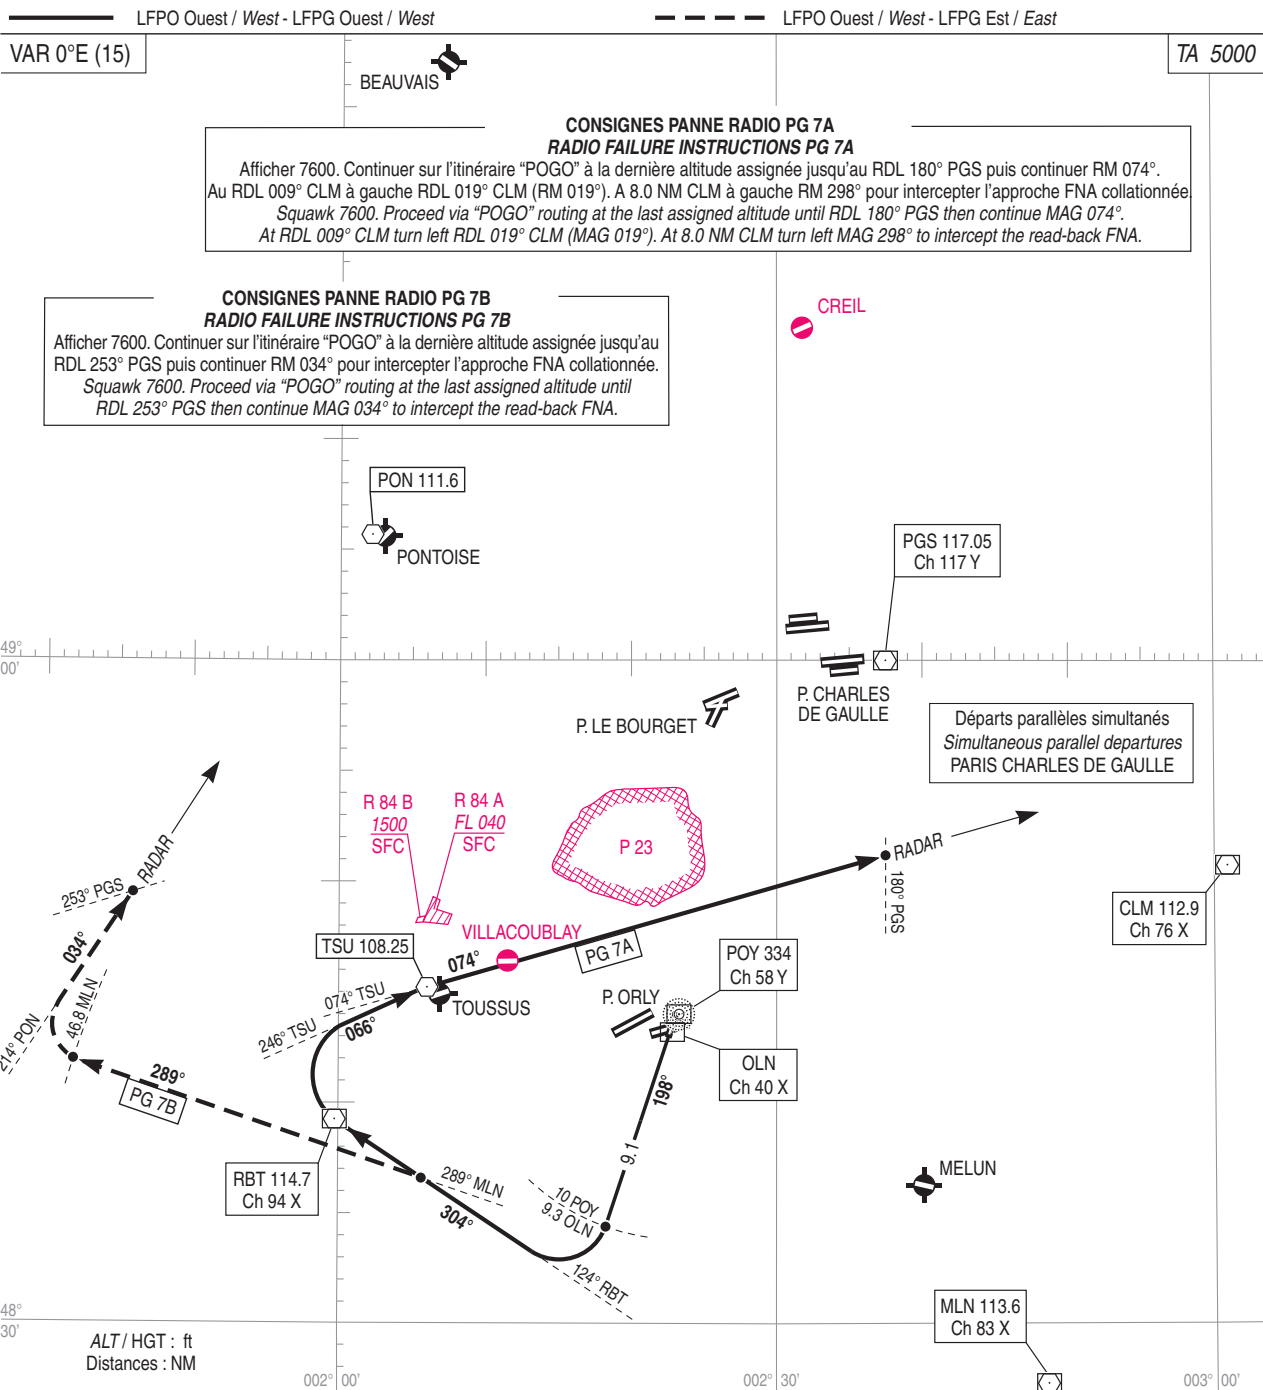 LFPO Ouest / West - LFPG Ouest / West
LFPO Ouest / West - LFPG Est / East
VAR 0°E (15)
TA 5000
BEAUVAIS
CONSIGNES PANNE RADIO PG 7A
RADIO FAILURE INSTRUCTIONS PG 7A
Afficher 7600. Continuer sur l'itinéraire “POGO” à la dernière altitude assignée jusqu'au RDL 180° PGS puis continuer RM 074°.
Au RDL 009° CLM à gauche RDL 019° CLM (RM 019°). A 8.0 NM CLM à gauche RM 298° pour intercepter l'approche FNA collationnée.
Squawk 7600. Proceed via “POGO” routing at the last assigned altitude until RDL 180° PGS then continue MAG 074°.
At RDL 009° CLM turn left RDL 019° CLM (MAG 019°). At 8.0 NM CLM turn left MAG 298° to intercept the read-back FNA.
CONSIGNES PANNE RADIO PG 7B
RADIO FAILURE INSTRUCTIONS PG 7B
Afficher 7600. Continuer sur l'itinéraire “POGO” à la dernière altitude assignée jusqu'au
RDL 253° PGS puis continuer RM 034° pour intercepter l'approche FNA collationnée.
Squawk 7600. Proceed via “POGO” routing at the last assigned altitude until
RDL 253° PGS then continue MAG 034° to intercept the read-back FNA.
CREIL
PON 111.6
PONTOISE
PGS 117.05
Ch 117 Y
49°
00'
P. CHARLES
DE GAULLE
P. LE BOURGET
Départs parallèles simultanés
Simultaneous parallel departures
PARIS CHARLES DE GAULLE
R 84 B
1500
SFC
R 84 A
FL 040
SFC
P 23
RADAR
RADAR
253° PGS
180° PGS
CLM 112.9
Ch 76 X
034°
TSU 108.25
VILLACOUBLAY
074°
PG 7A
POY 334
Ch 58 Y
P. ORLY
TOUSSUS
074° TSU
246° TSU
066°
46.8 MLN
214° PON
289°
PG 7B
OLN
Ch 40 X
198°
9.1
RBT 114.7
Ch 94 X
289° MLN
304°
10 POY
9.3 OLN
124° RBT
MELUN
MLN 113.6
Ch 83 X
48°
30'
ALT / HGT : ft
Distances : NM
002° 00'
002° 30'
003° 00'